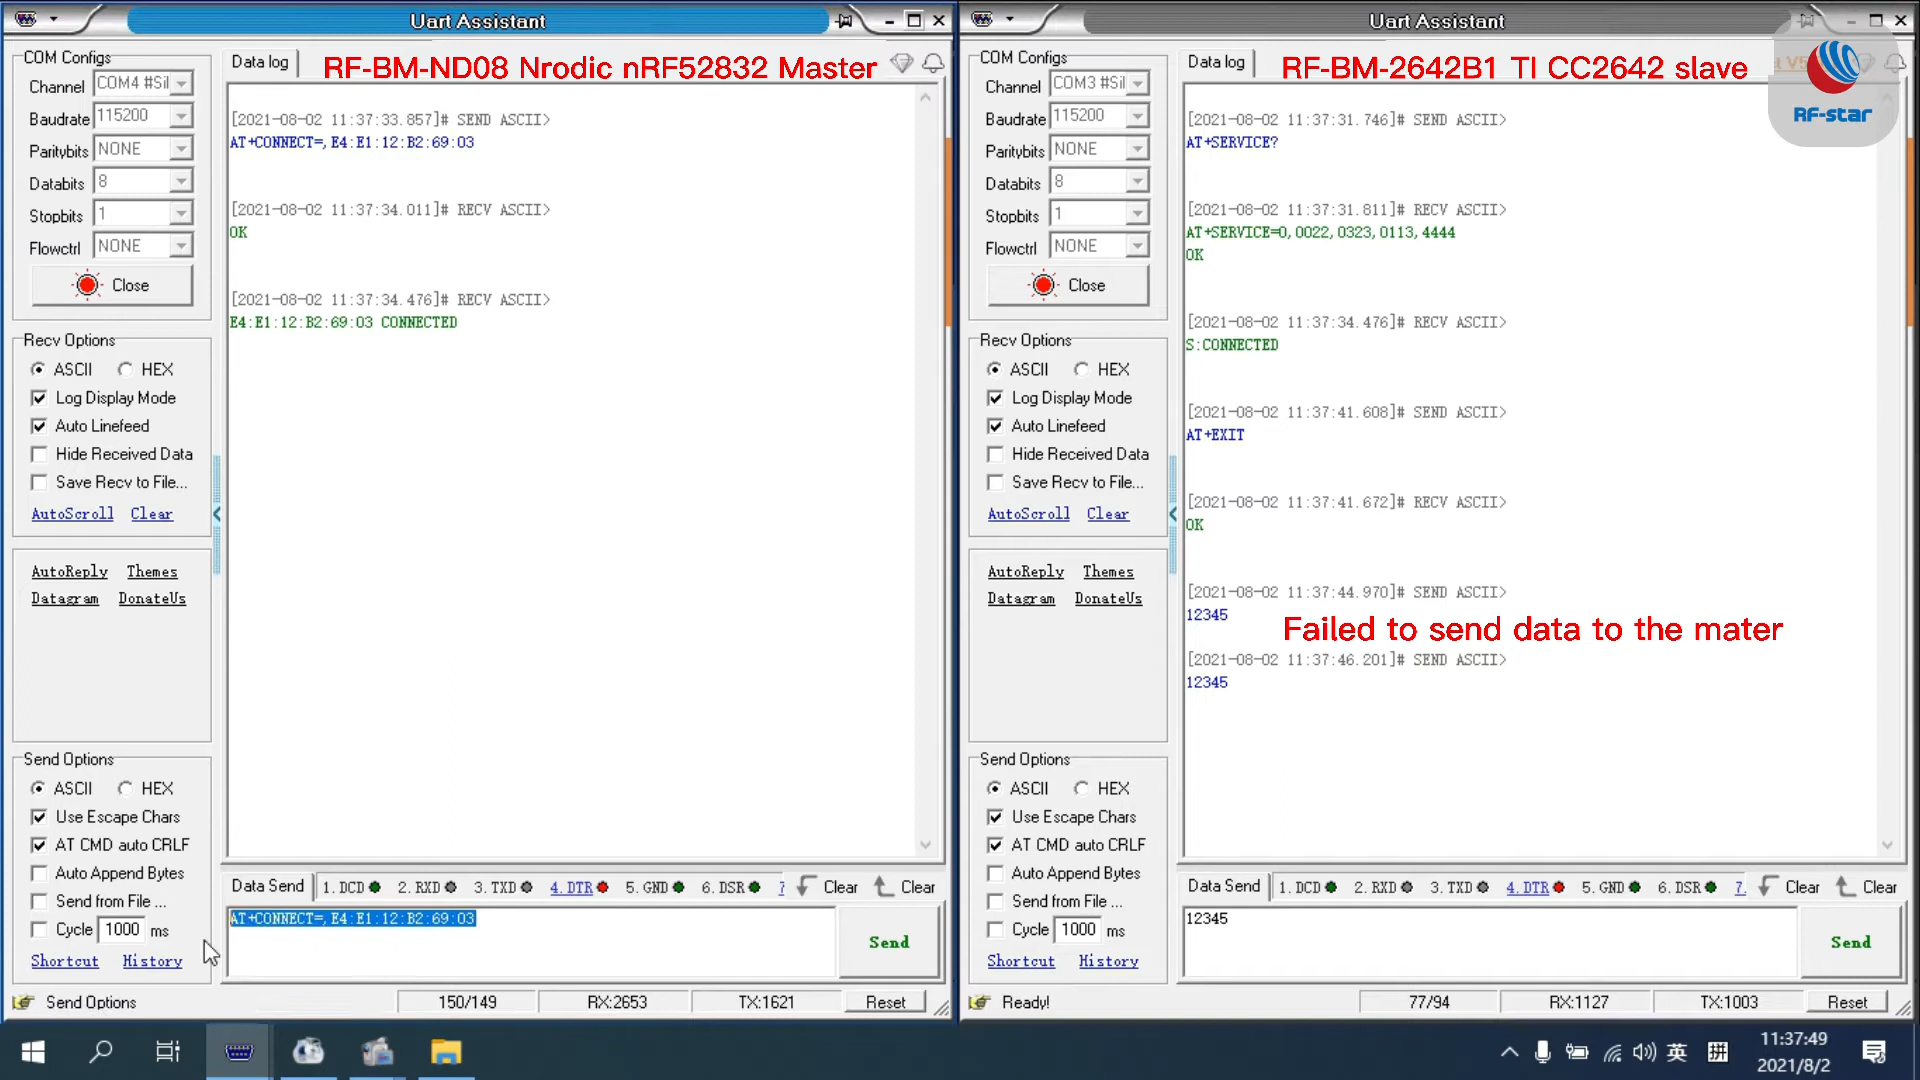 Uart Assistant
COM Configs
Channel COM4 #Sil
Baudrate 115200
Paritybits NONE
Databits 8
Stopbits 1
Flowctrl NONE
Close
Recv Options
ASCII HEX
Log Display Mode
Auto Linefeed
Hide Received Data
Save Recv to File...
AutoScroll Clear
AutoReply Themes
Datagram DonateUs
Send Options
ASCII HEX
Use Escape Chars
AT CMD auto CRLF
Auto Append Bytes
Send from File ...
Cycle 1000 ms
Shortcut History
Data log
RF-BM-ND08 Nrodic nRF52832 Master
[2021-08-02 11:37:33.857]# SEND ASCII>
AT+CONNECT=,E4:E1:12:B2:69:03
[2021-08-02 11:37:34.011]# RECV ASCII>
OK
[2021-08-02 11:37:34.476]# RECV ASCII>
E4:E1:12:B2:69:03 CONNECTED
Data Send 1.DCD 2.RXD 3.TXD 4.DTR 5.GND 6.DSR 7 Clear Clear
AT+CONNECT=,E4:E1:12:B2:69:03
Send
Send Options 150/149 RX:2653 TX:1621 Reset
Uart Assistant
COM Configs
Channel COM3 #Sil
Baudrate 115200
Paritybits NONE
Databits 8
Stopbits 1
Flowctrl NONE
Close
Recv Options
ASCII HEX
Log Display Mode
Auto Linefeed
Hide Received Data
Save Recv to File...
AutoScroll Clear
AutoReply Themes
Datagram DonateUs
Send Options
ASCII HEX
Use Escape Chars
AT CMD auto CRLF
Auto Append Bytes
Send from File ...
Cycle 1000 ms
Shortcut History
Data log
RF-BM-2642B1 TI CC2642 slave
RF-star
[2021-08-02 11:37:31.746]# SEND ASCII>
AT+SERVICE?
[2021-08-02 11:37:31.811]# RECV ASCII>
AT+SERVICE=0,0022,0323,0113,4444
OK
[2021-08-02 11:37:34.476]# RECV ASCII>
S:CONNECTED
[2021-08-02 11:37:41.608]# SEND ASCII>
AT+EXIT
[2021-08-02 11:37:41.672]# RECV ASCII>
OK
[2021-08-02 11:37:44.970]# SEND ASCII>
12345
Failed to send data to the mater
[2021-08-02 11:37:46.201]# SEND ASCII>
12345
Data Send 1.DCD 2.RXD 3.TXD 4.DTR 5.GND 6.DSR 7. Clear Clear
12345
Send
Ready! 77/94 RX:1127 TX:1003 Reset
英 拼
11:37:49
2021/8/2